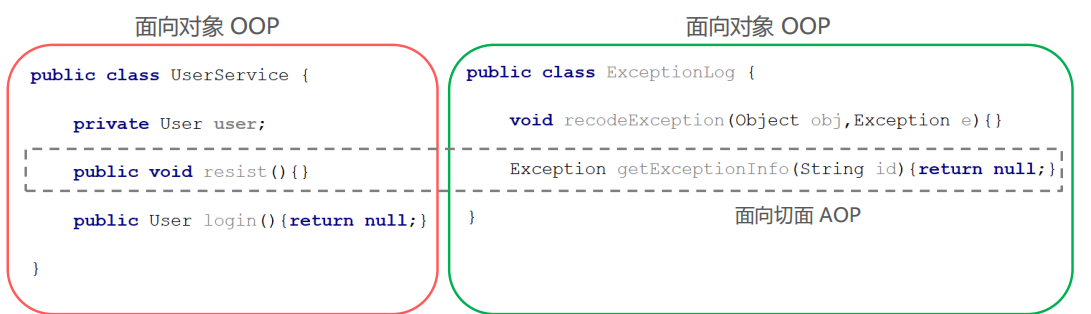 面向对象 OOP
public class UserService {
private User user;
public void resist(){}
public User login(){return null;}
}
面向对象 OOP
public class ExceptionLog {
void recodeException(Object obj,Exception e){}
Exception getExceptionInfo(String id){return null;}
面向切面 AOP
}